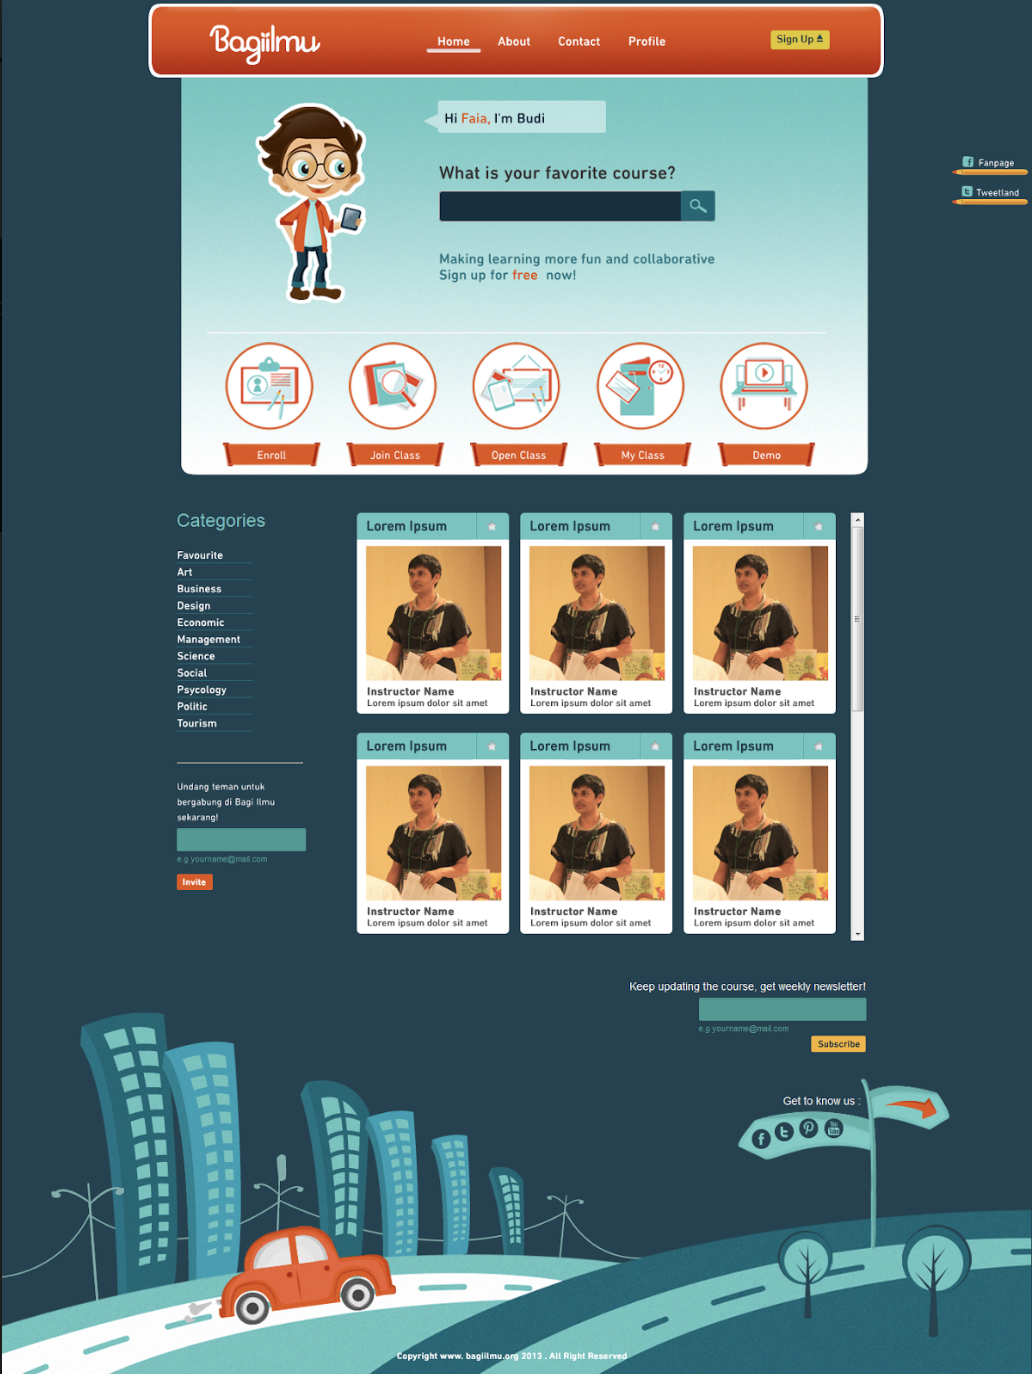 Bagiilmu
Home
About
Contact
Profile
Sign Up
Hi Faia, I'm Budi
Fanpage
Tweetland
What is your favorite course?
Making learning more fun and collaborative
Sign up for free now!
Enroll
Join Class
Open Class
My Class
Demo
Categories
Favourite
Art
Business
Design
Economic
Management
Science
Social
Psycology
Politic
Tourism
Undang teman untuk
bergabung di Bagi Ilmu
sekarang!
e.g yourname@mail.com
Invite
Lorem Ipsum
Lorem Ipsum
Lorem Ipsum
Instructor Name
Lorem ipsum dolor sit amet
Instructor Name
Lorem ipsum dolor sit amet
Instructor Name
Lorem ipsum dolor sit amet
Lorem Ipsum
Lorem Ipsum
Lorem Ipsum
Instructor Name
Lorem ipsum dolor sit amet
Instructor Name
Lorem ipsum dolor sit amet
Instructor Name
Lorem ipsum dolor sit amet
Keep updating the course, get weekly newsletter!
e.g yourname@mail.com
Subscribe
Get to know us :
You
Tube
Copyright www. bagiilmu.org 2013 . All Right Reserved